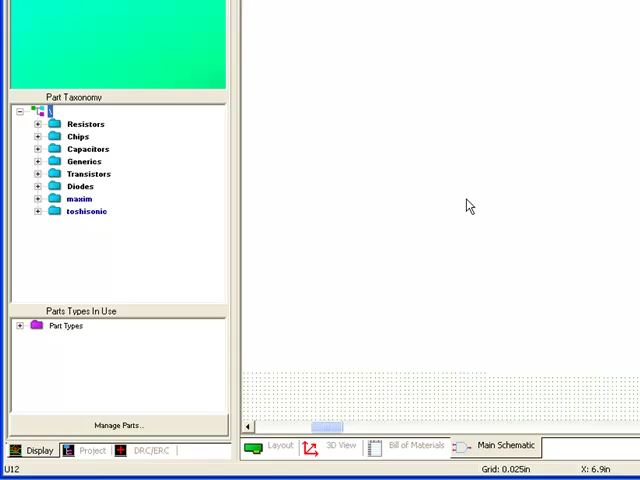 Part Taxonomy
\
Resistors
Chips
Capacitors
Generics
Transistors
Diodes
maxim
toshisonic
Parts Types In Use
Part Types
Manage Parts..
Display Project DRC/ERC
Layout 3D View Bill of Materials Main Schematic
U12 Grid: 0.025in X: 6.9in